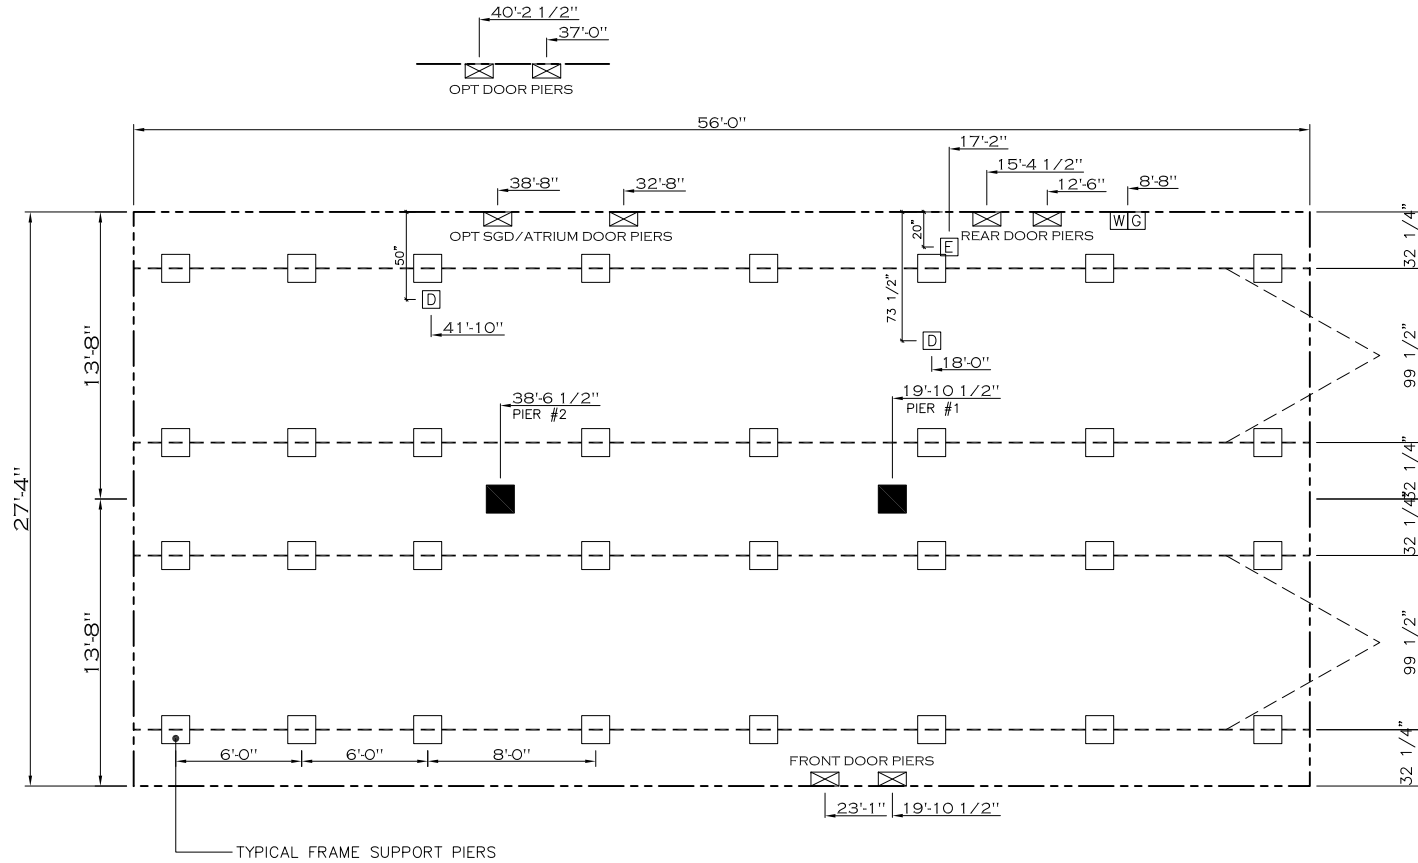 40'-2 1/2"
37'-0"
OPT DOOR PIERS
56'-0"
17'-2"
15'-4 1/2"
38'-8"
32'-8"
12'-6"
8'-8"
W G
OPT SGD/ATRIUM DOOR PIERS
REAR DOOR PIERS
20"
E
32 1/4"
50"
D
41'-10"
73 1/2"
D
18'-0"
13'-8"
99 1/2"
38'-6 1/2"
PIER #2
19'-10 1/2"
PIER #1
32 1/4"
27'-4"
32 1/4"
13'-8"
99 1/2"
6'-0"
6'-0"
8'-0"
FRONT DOOR PIERS
32 1/4"
23'-1"
19'-10 1/2"
TYPICAL FRAME SUPPORT PIERS